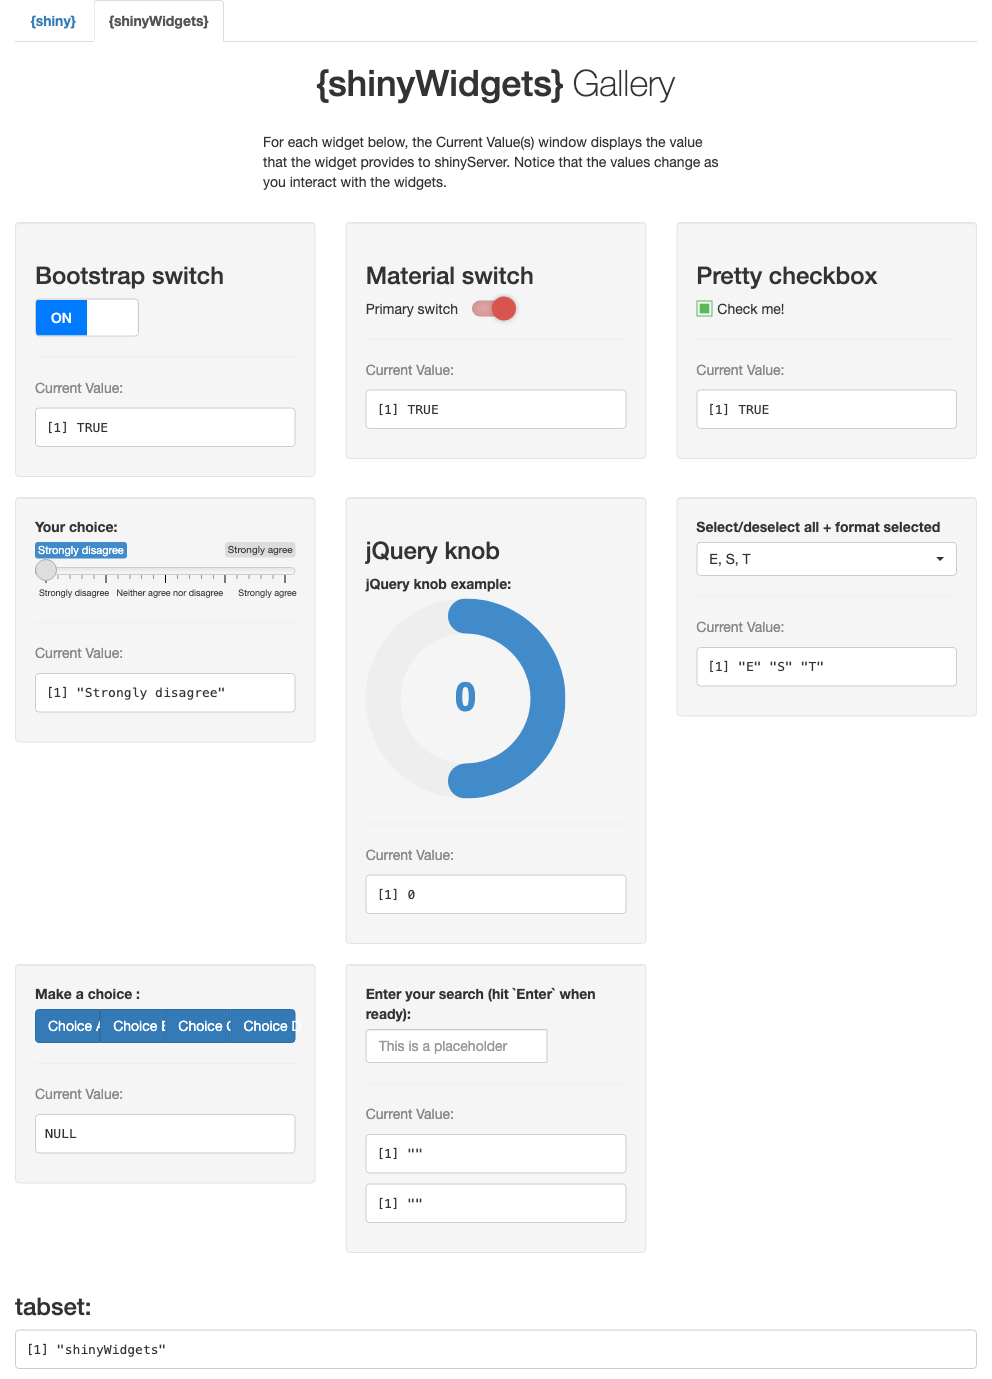 {shiny}
{shinyWidgets}
{shinyWidgets} Gallery
For each widget below, the Current Value(s) window displays the value
that the widget provides to shinyServer. Notice that the values change as
you interact with the widgets.
Bootstrap switch
ON
Current Value:
[1] TRUE
Material switch
Primary switch
Current Value:
[1] TRUE
Pretty checkbox
Check me!
Current Value:
[1] TRUE
Your choice:
Strongly disagree
Strongly agree
Strongly disagree
Neither agree nor disagree
Strongly agree
Current Value:
[1] "Strongly disagree"
jQuery knob
jQuery knob example:
0
Current Value:
[1] 0
Select/deselect all + format selected
E, S, T
Current Value:
[1] "E" "S" "T"
Make a choice :
Choice A
Choice B
Choice C
Choice D
Current Value:
NULL
Enter your search (hit `Enter` when
ready):
This is a placeholder
Current Value:
[1] ""
[1] ""
tabset:
[1] "shinyWidgets"